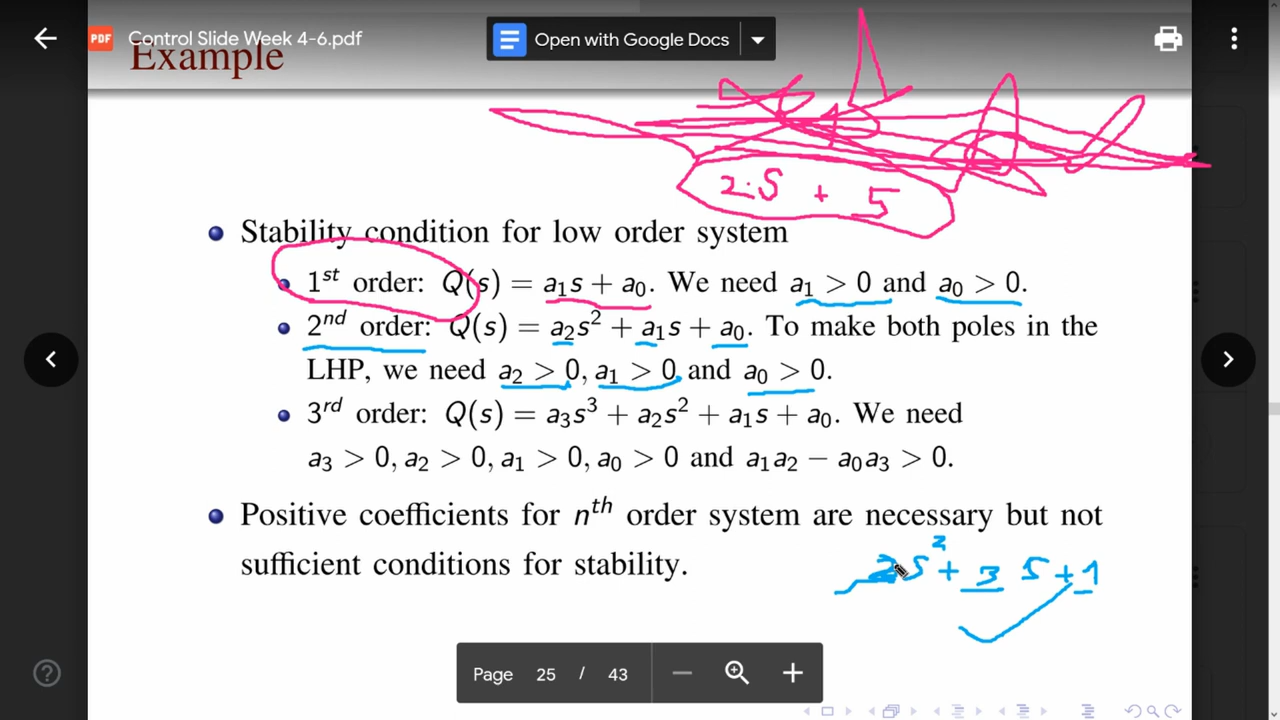 Control Slide Week 4-6.pdf
PDF
Open with Google Docs
Example
2.s + 5
• Stability condition for low order system
• 1ˢᵗ order: Q(s) = a₁s + a₀. We need a₁ > 0 and a₀ > 0.
• 2ⁿᵈ order: Q(s) = a₂s² + a₁s + a₀. To make both poles in the
LHP, we need a₂ > 0, a₁ > 0 and a₀ > 0.
• 3ʳᵈ order: Q(s) = a₃s³ + a₂s² + a₁s + a₀. We need
a₃ > 0, a₂ > 0, a₁ > 0, a₀ > 0 and a₁a₂ − a₀a₃ > 0.
• Positive coefficients for nᵗʰ order system are necessary but not
sufficient conditions for stability.
2s² + 3s + 1
Page 25 / 43